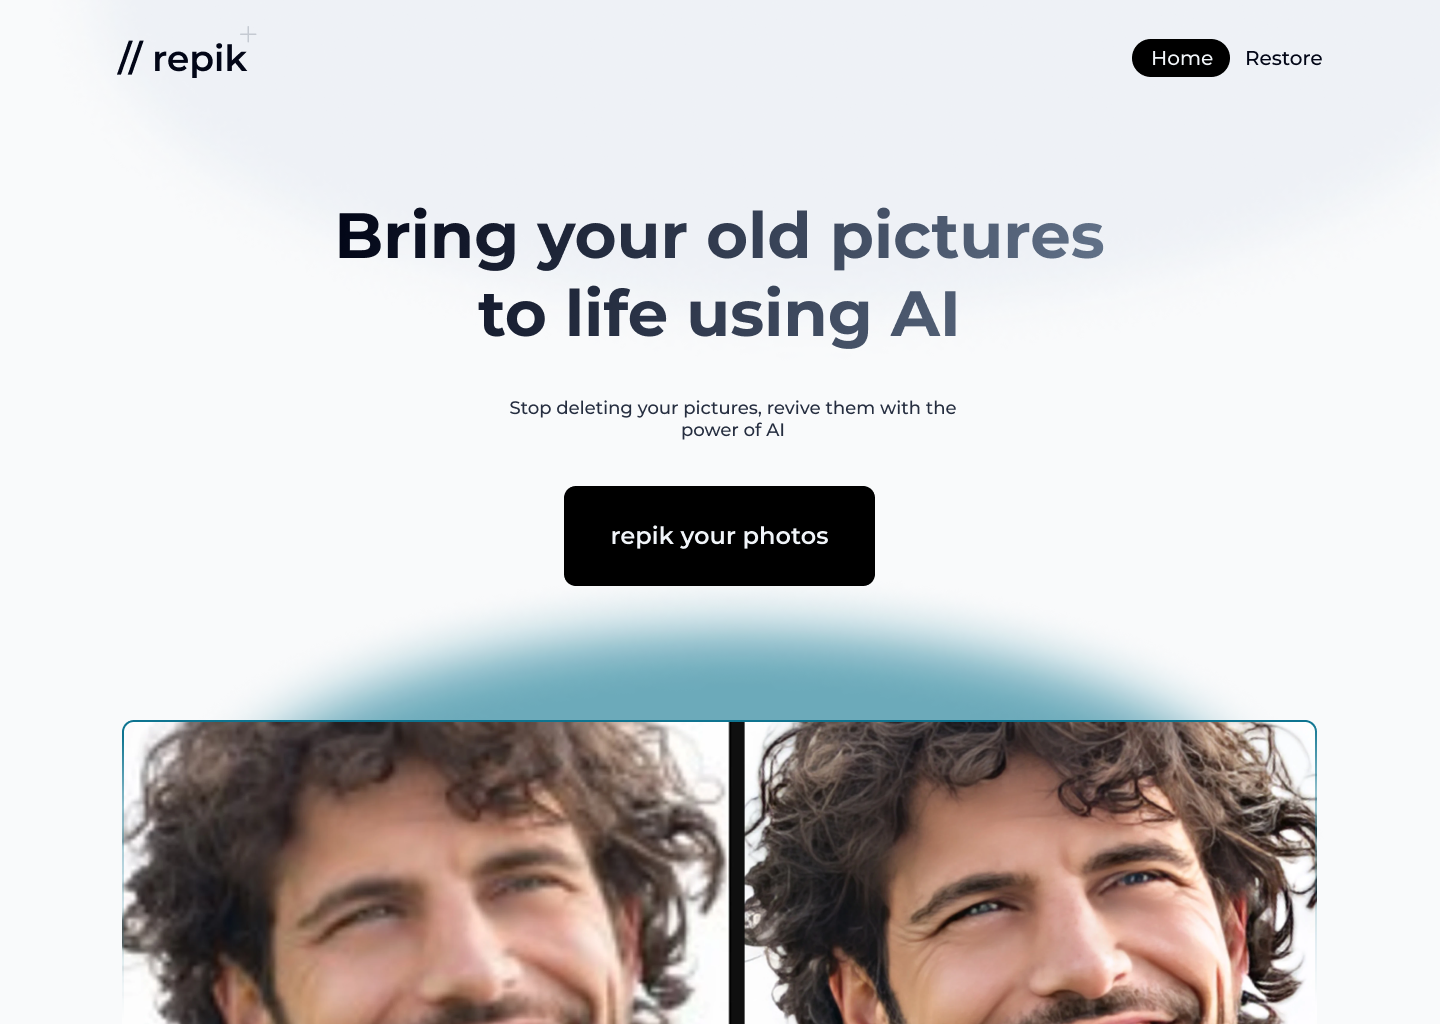 // repik+
Home
Restore
Bring your old pictures
to life using AI
Stop deleting your pictures, revive them with the
power of AI
repik your photos